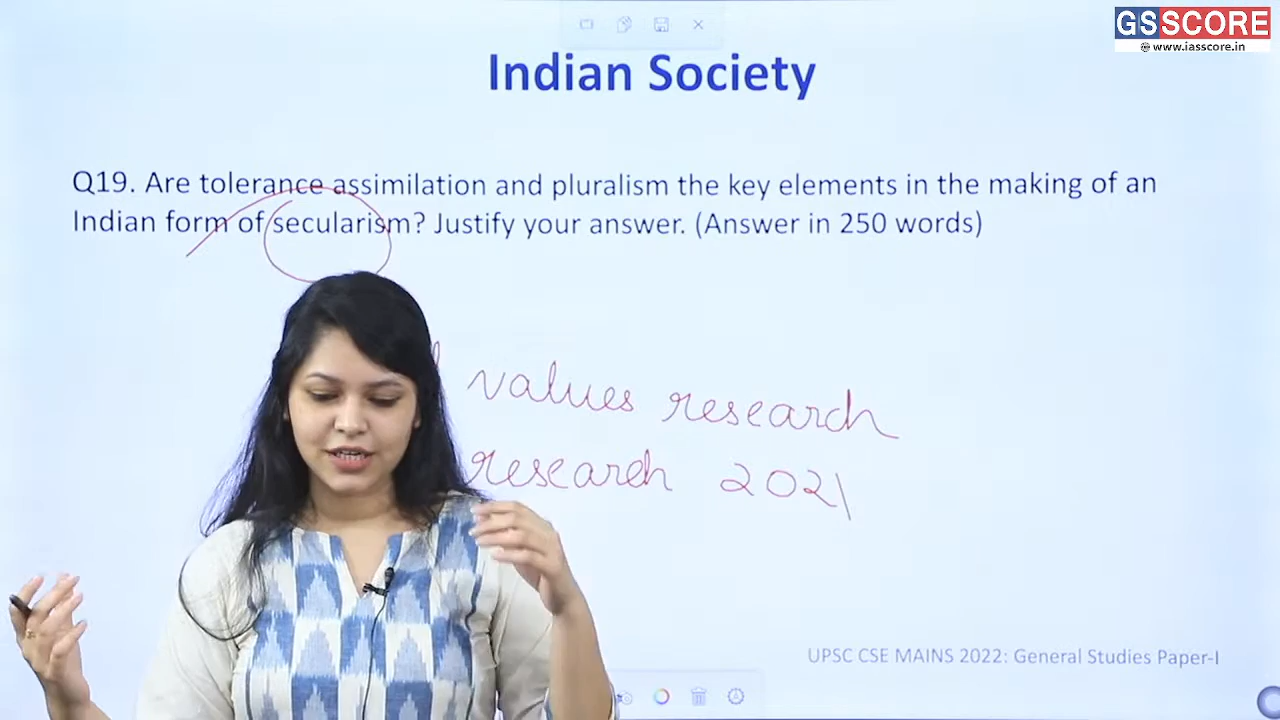 GSSCORE
www.iasscore.in
Indian Society
Q19. Are tolerance assimilation and pluralism the key elements in the making of an
Indian form of secularism? Justify your answer. (Answer in 250 words)
values research
research 2021
UPSC CSE MAINS 2022: General Studies Paper-I